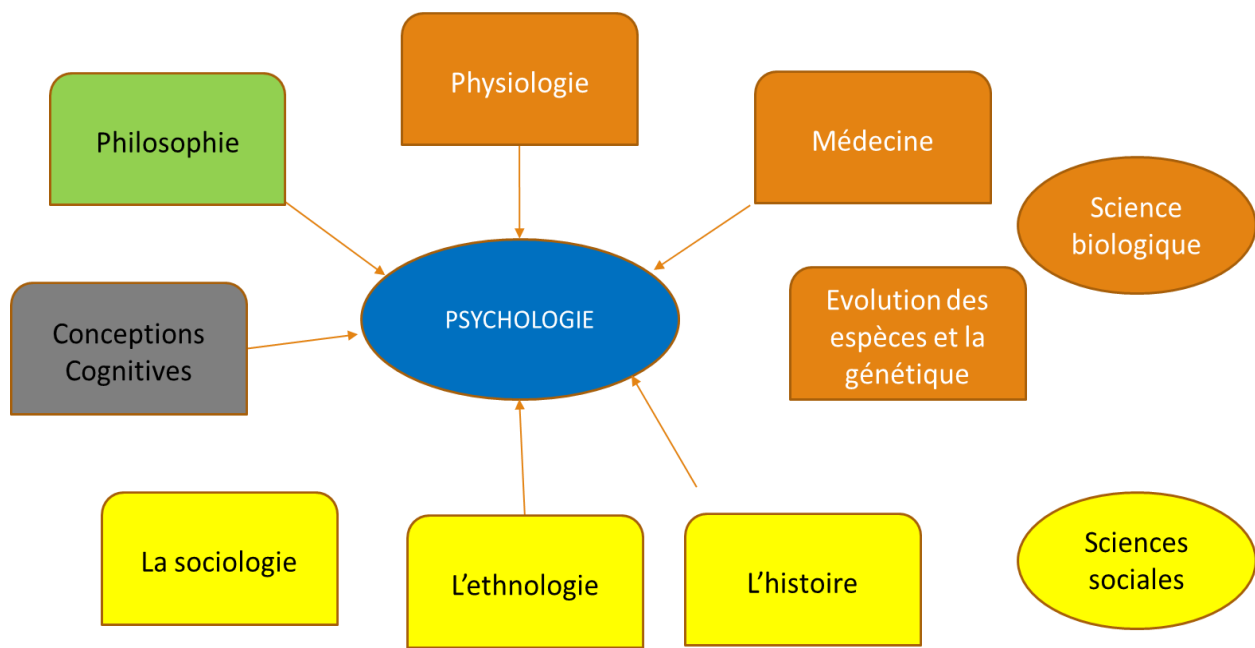 Philosophie
Physiologie
Médecine
Science
biologique
Conceptions
Cognitives
PSYCHOLOGIE
Evolution des
espèces et la
génétique
La sociologie
L'ethnologie
L'histoire
Sciences
sociales